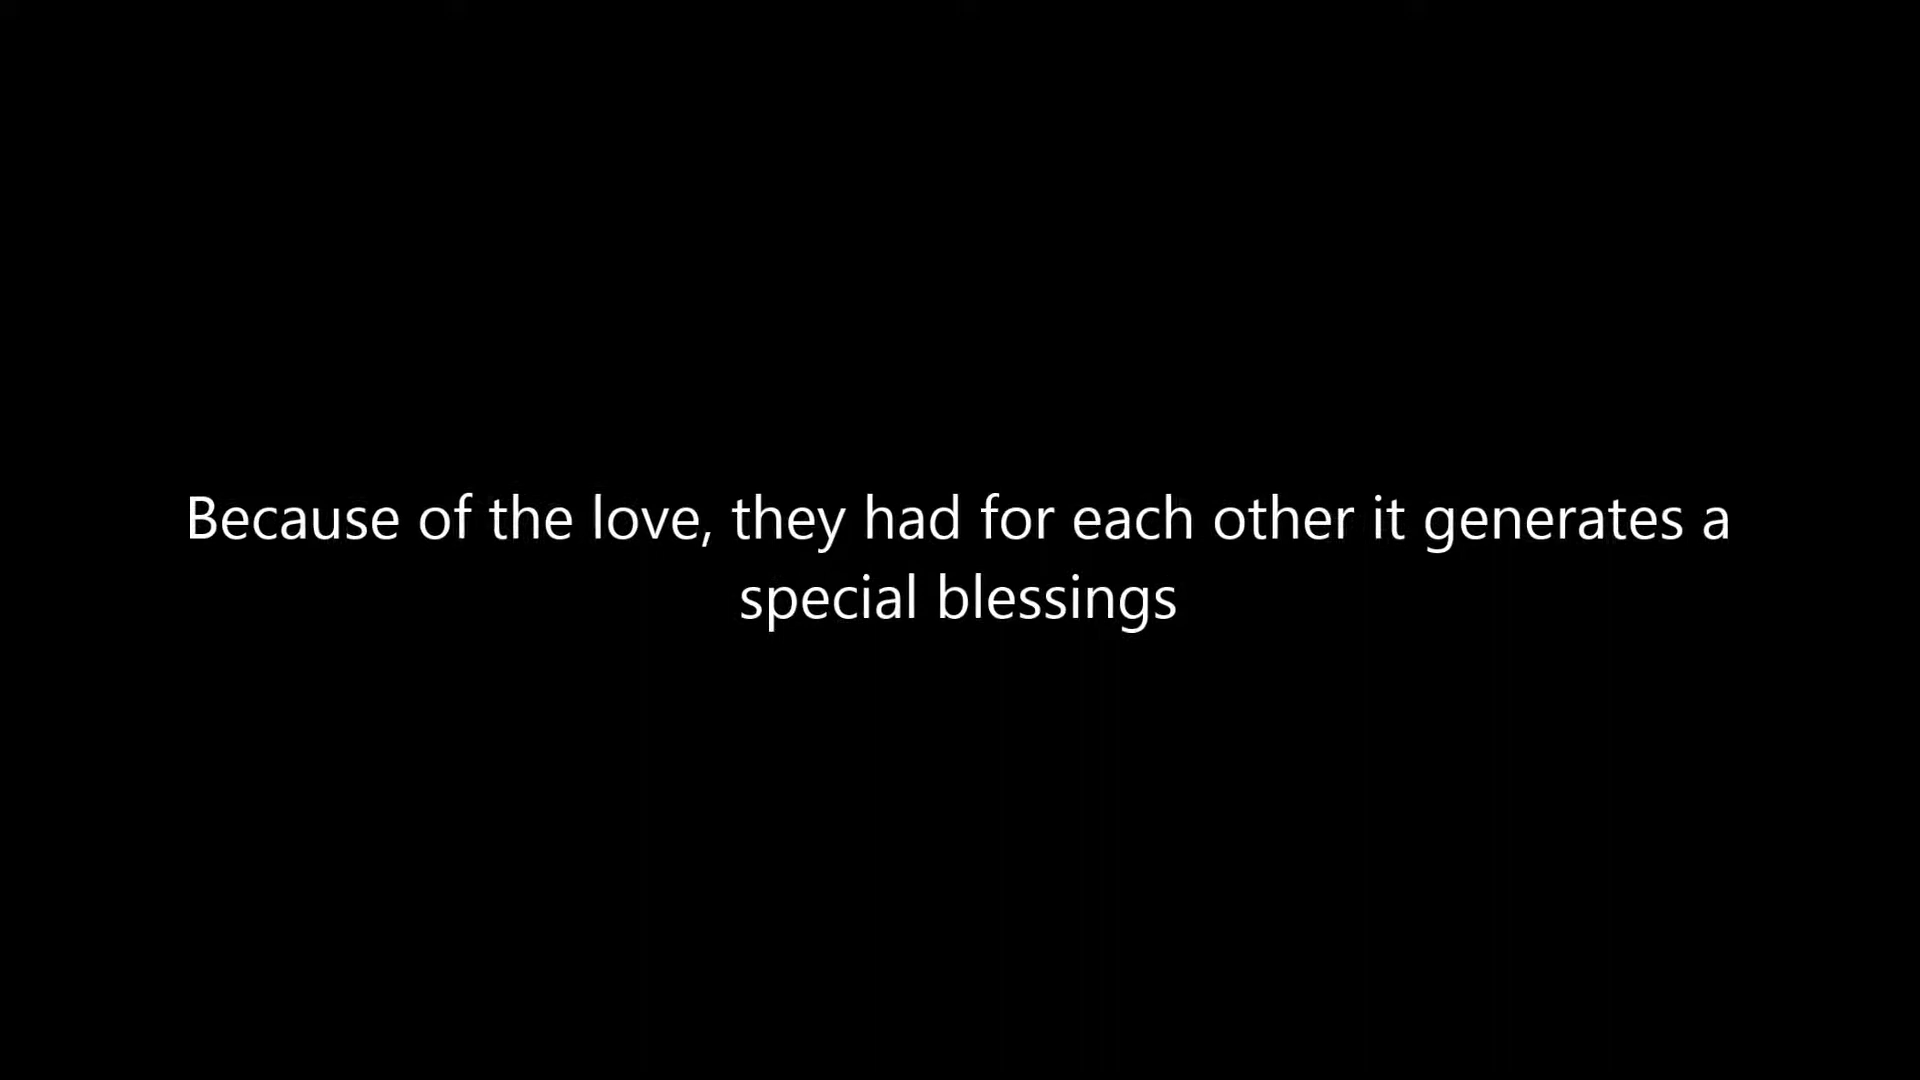 Because of the love, they had for each other it generates a
special blessings